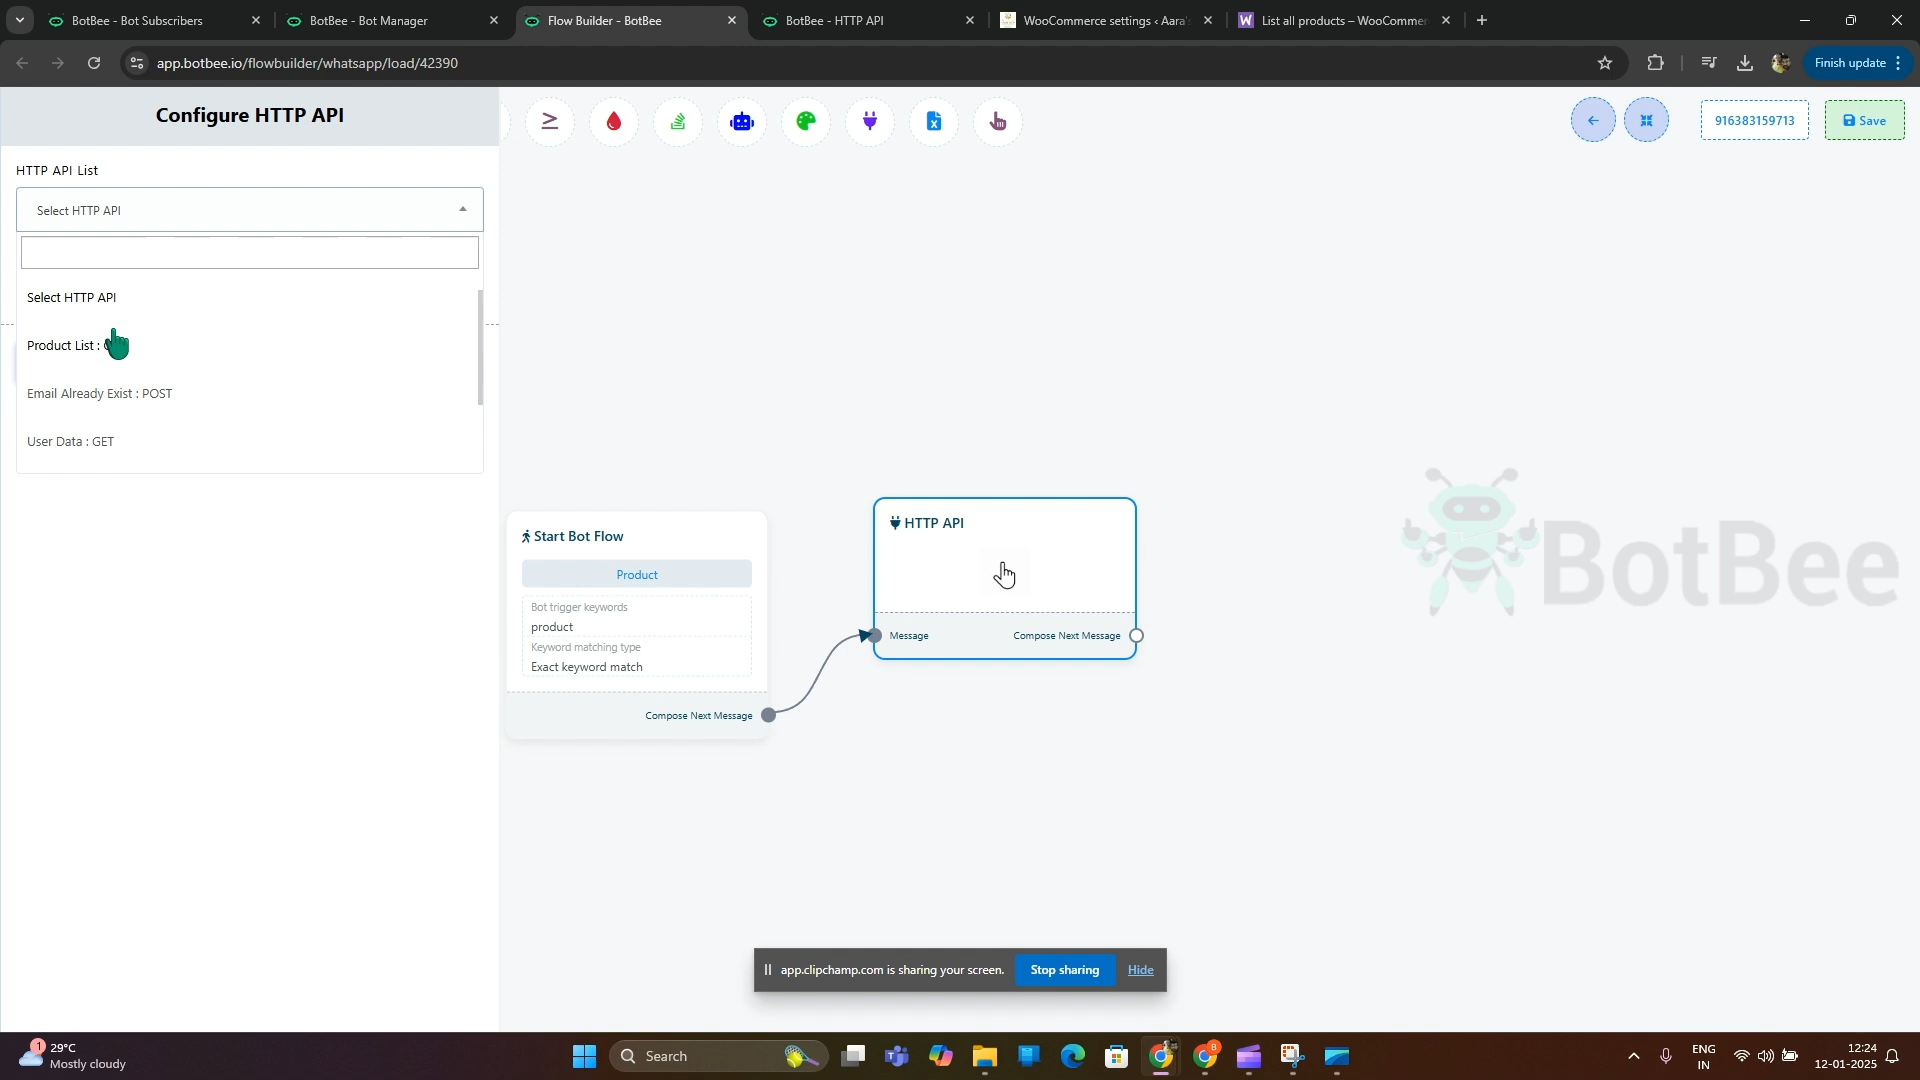 BotBee - Bot Subscribers
BotBee - Bot Manager
Flow Builder - BotBee
BotBee - HTTP API
WooCommerce settings ‹ Aara's
List all products – WooCommer
app.botbee.io/flowbuilder/whatsapp/load/42390
Finish update
Configure HTTP API
916383159713
Save
HTTP API List
Select HTTP API
Select HTTP API
Product List :
Email Already Exist : POST
User Data : GET
Start Bot Flow
Product
Bot trigger keywords
product
Keyword matching type
Exact keyword match
Compose Next Message
HTTP API
Message
Compose Next Message
BotBee
app.clipchamp.com is sharing your screen.
Stop sharing
Hide
1
29°C
Mostly cloudy
Search
8
ENG
IN
12:24
12-01-2025